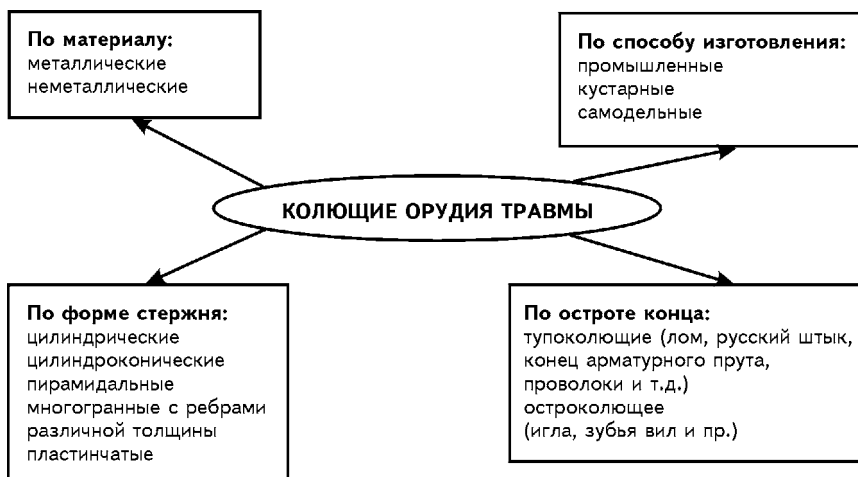 По материалу:
металлические
неметаллические
По способу изготовления:
промышленные
кустарные
самодельные
КОЛЮЩИЕ ОРУДИЯ ТРАВМЫ
По форме стержня:
цилиндрические
цилиндроконические
пирамидальные
многогранные с ребрами
различной толщины
пластинчатые
По остроте конца:
тупоколющие (лом, русский штык,
конец арматурного прута,
проволоки и т.д.)
остроколющее
(игла, зубья вил и пр.)